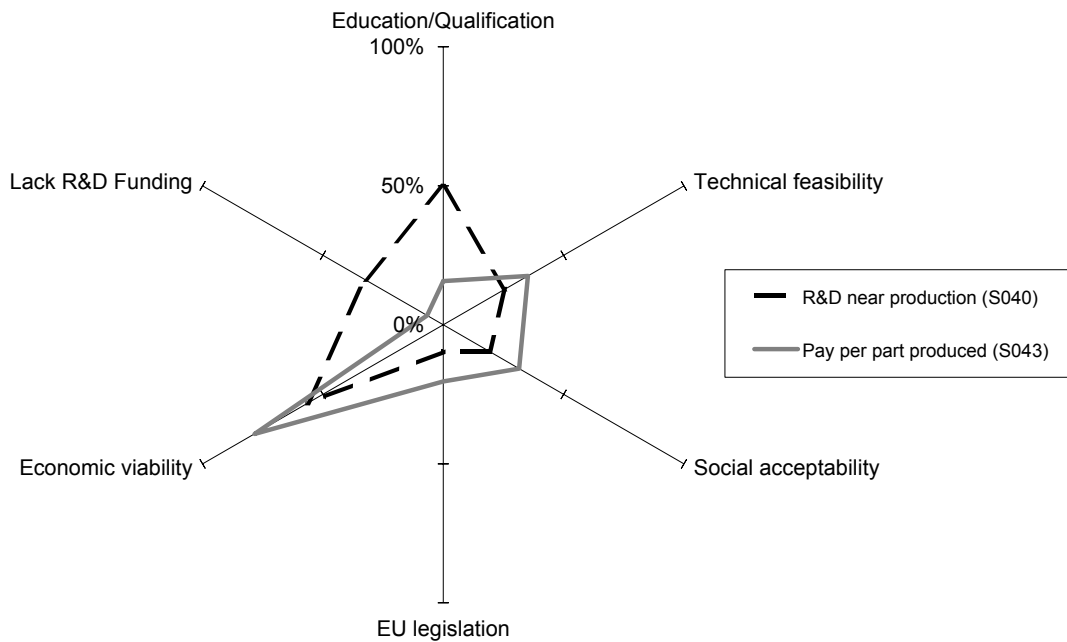 Education/Qualification
100%
Lack R&D Funding
50%
Technical feasibility
R&D near production (S040)
0%
Pay per part produced (S043)
Economic viability
Social acceptability
EU legislation